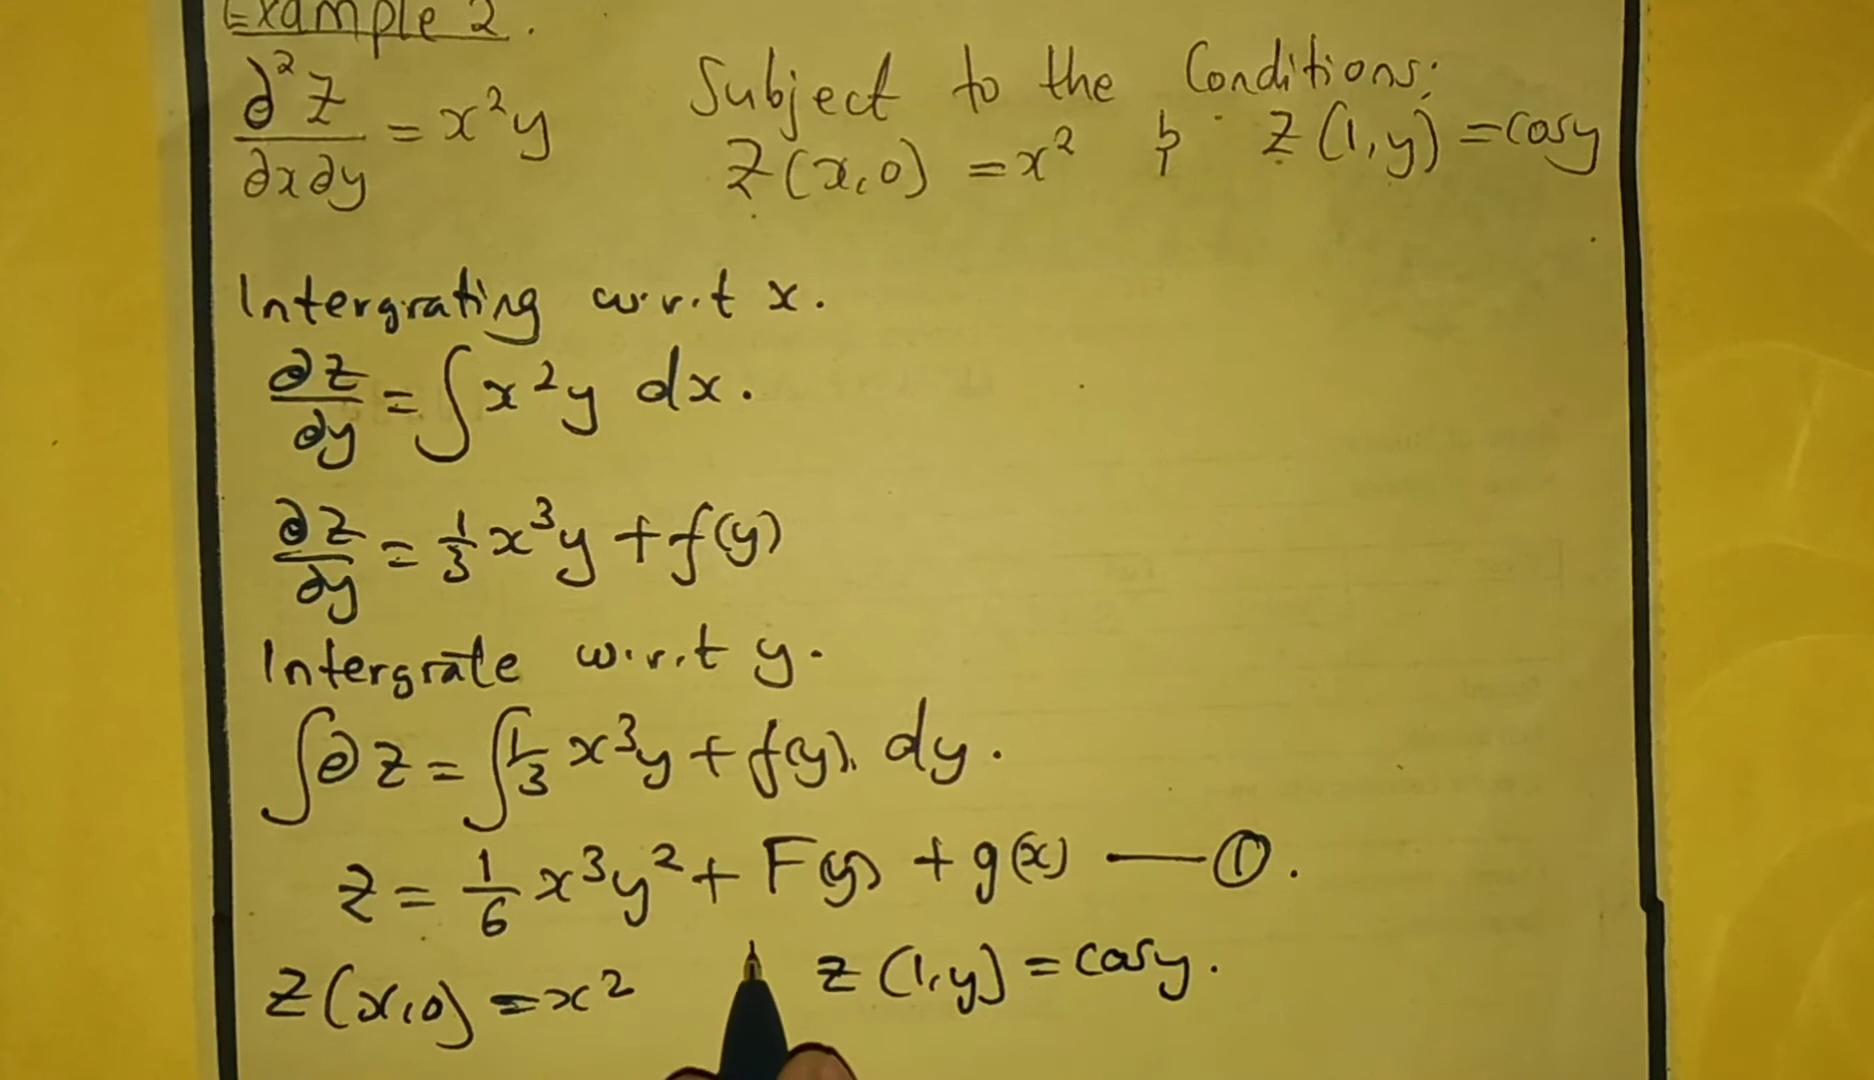 Example 2.
∂²z/∂x∂y = x²y Subject to the Conditions:
z(x,0) = x² & z(1,y) = cosy
Intergrating w.r.t x.
∂z/∂y = ∫x²y dx.
∂z/∂y = 1/3 x³y + f(y)
Intergrate w.r.t y.
∫∂z = ∫1/3 x³y + f(y). dy.
z = 1/6 x³y² + F(y) + g(x) — ①.
z(x,0) = x² z(1,y) = cosy.